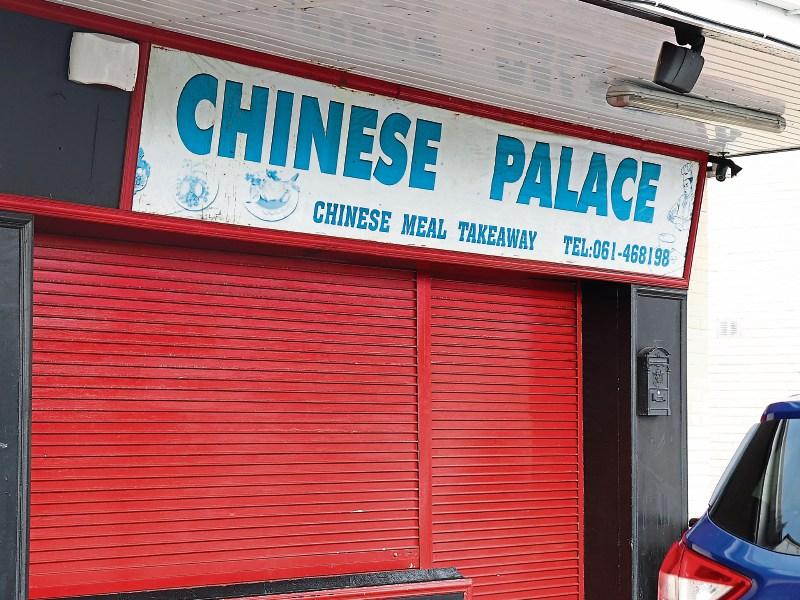 CHINESE PALACE
CHINESE MEAL TAKEAWAY TEL:061-468198